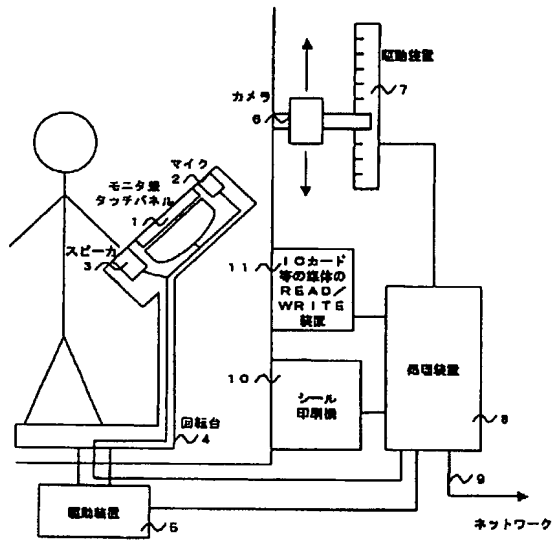 駆動装置
7
カメラ
6
マイク
2
モニタ兼
タッチパネル
1
スピーカ
3
11
ICカード
等の媒体の
READ/
WRITE
装置
処理装置
8
10
シール
印刷機
回転台
4
9
駆動装置
5
ネットワーク